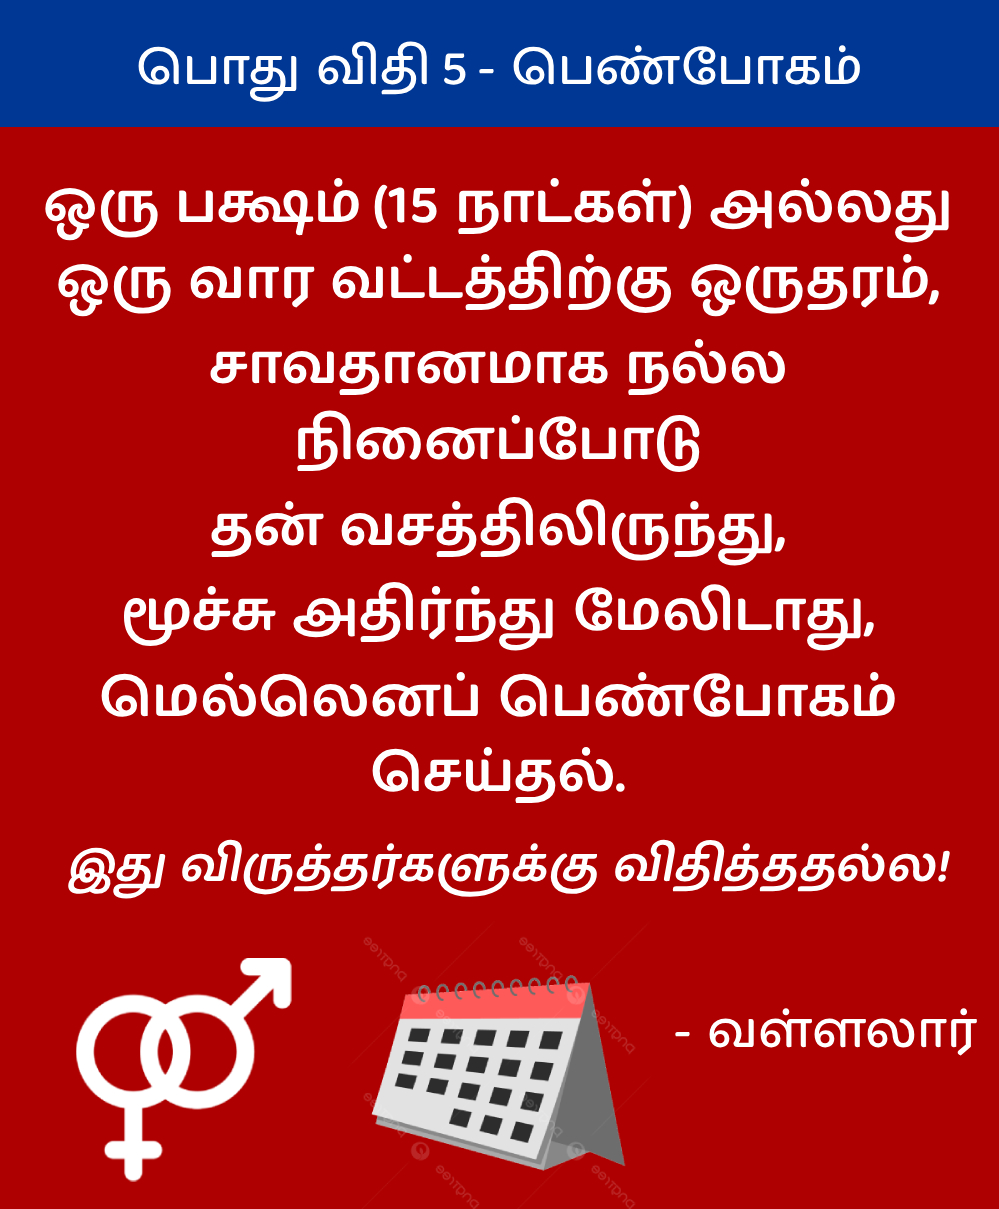 பொது விதி 5 - பெண்போகம்
ஒரு பக்ஷம் (15 நாட்கள்) அல்லது
ஒரு வார வட்டத்திற்கு ஒருதரம்,
சாவதானமாக நல்ல
நினைப்போடு
தன் வசத்திலிருந்து,
மூச்சு அதிர்ந்து மேலிடாது,
மெல்லெனப் பெண்போகம்
செய்தல்.
இது விருத்தர்களுக்கு விதித்ததல்ல!
- வள்ளலார்